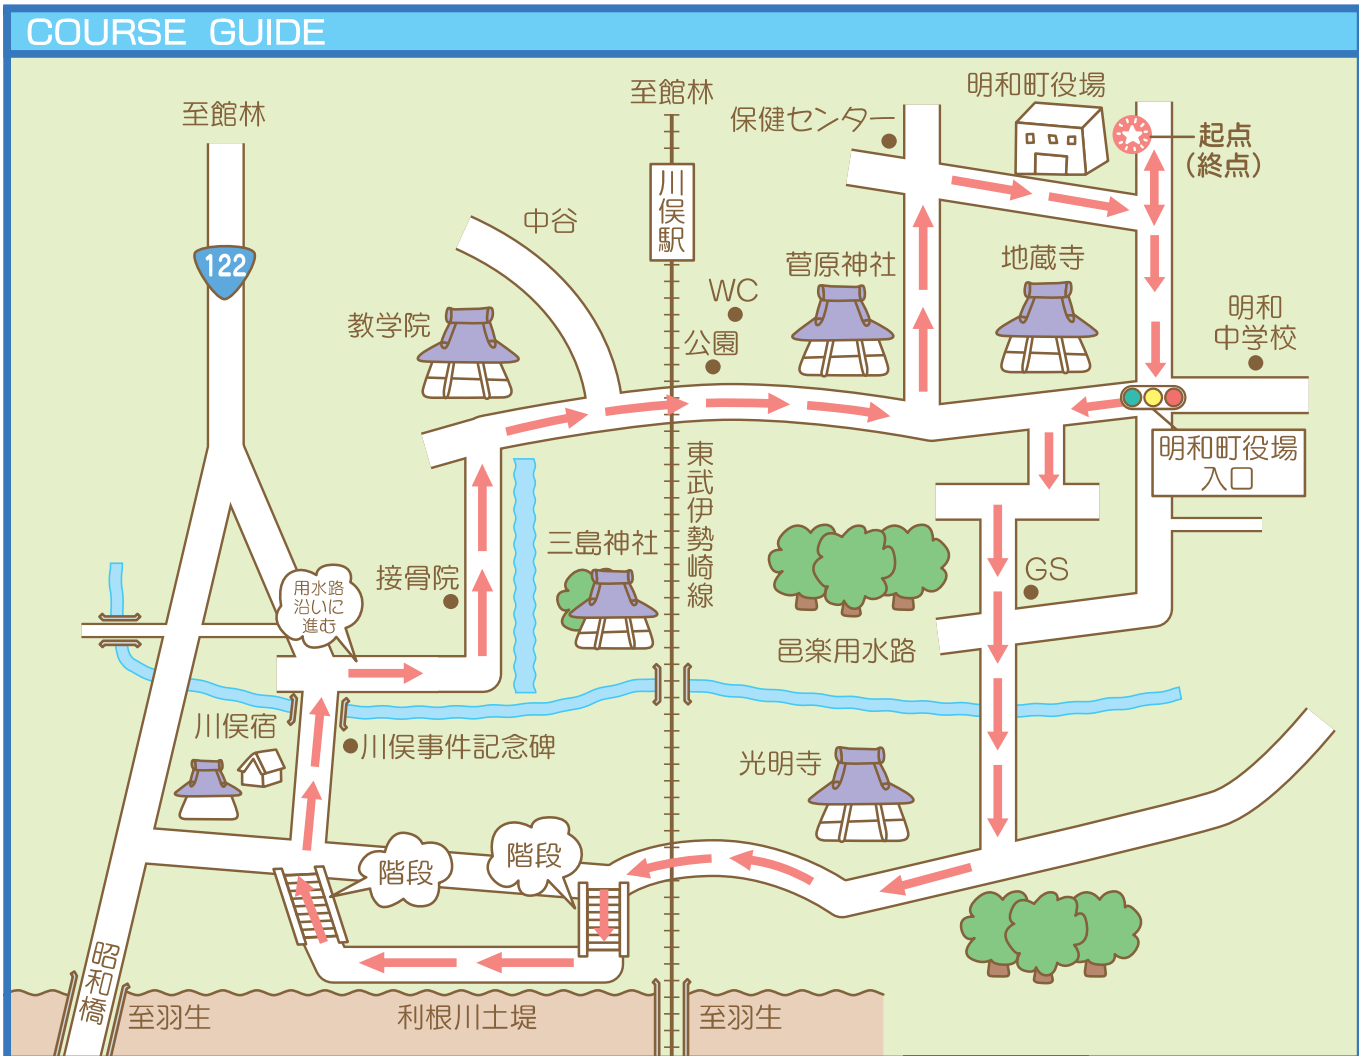 COURSE GUIDE
至館林
至館林
明和町役場
保健センター
起点
(終点)
川俣駅
中谷
122
菅原神社
地蔵寺
WC
明和
中学校
教学院
公園
明和町役場
入口
東武伊勢崎線
三島神社
接骨院
用水路
沿いに
進む
GS
邑楽用水路
川俣宿
川俣事件記念碑
光明寺
階段
階段
昭和橋
至羽生
利根川土堤
至羽生